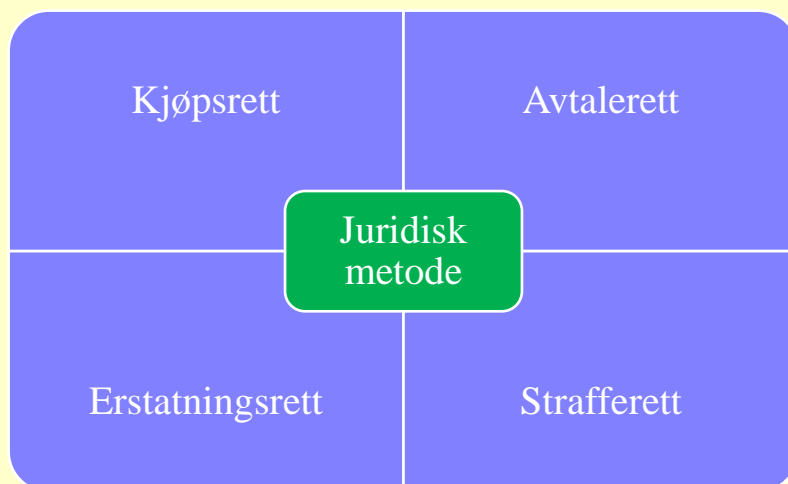 Kjøpsrett
Avtalerett
Juridisk
metode
Erstatningsrett
Strafferett